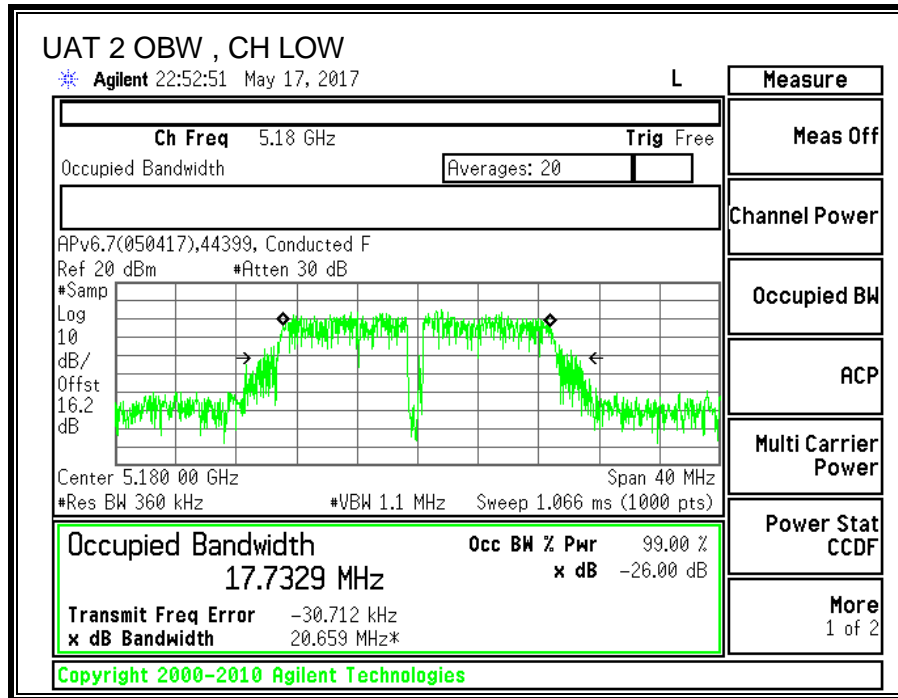 UAT 2 OBW , CH LOW
Agilent 22:52:51 May 17, 2017 L
Measure
Ch Freq 5.18 GHz Trig Free
Meas Off
Occupied Bandwidth Averages: 20
Channel Power
APv6.7(050417),44399, Conducted F
Ref 20 dBm #Atten 30 dB
#Samp
Log
10
dB/
Offst
16.2
dB
Occupied BW
ACP
Multi Carrier
Power
Center 5.180 00 GHz Span 40 MHz
#Res BW 360 kHz #VBW 1.1 MHz Sweep 1.066 ms (1000 pts)
Power Stat
CCDF
Occupied Bandwidth Occ BW % Pwr 99.00 %
17.7329 MHz x dB -26.00 dB
Transmit Freq Error -30.712 kHz
x dB Bandwidth 20.659 MHz*
More
1 of 2
Copyright 2000-2010 Agilent Technologies